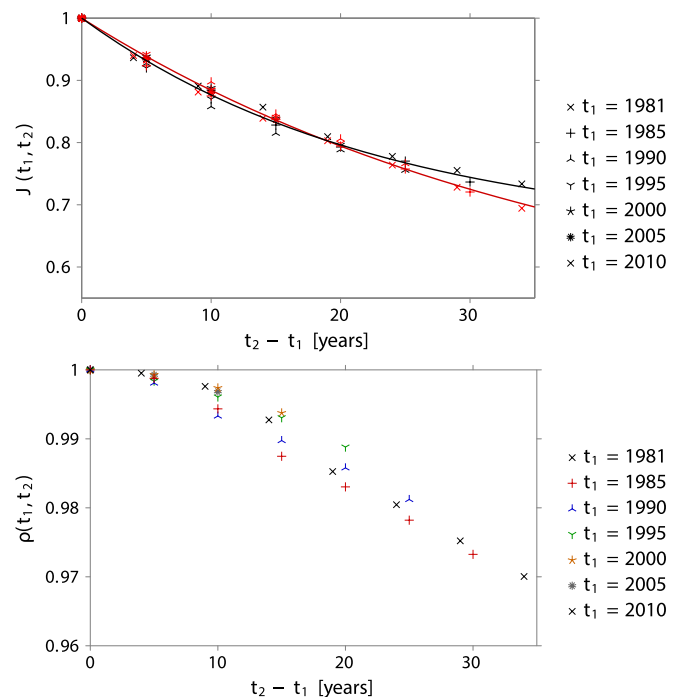 1
0.9
0.8
0.7
0.6
J (t₁, t₂)
0 10 20 30
t₂ − t₁ [years]
t₁ = 1981
t₁ = 1985
t₁ = 1990
t₁ = 1995
t₁ = 2000
t₁ = 2005
t₁ = 2010
1
0.99
0.98
0.97
0.96
ρ(t₁, t₂)
0 10 20 30
t₂ − t₁ [years]
t₁ = 1981
t₁ = 1985
t₁ = 1990
t₁ = 1995
t₁ = 2000
t₁ = 2005
t₁ = 2010